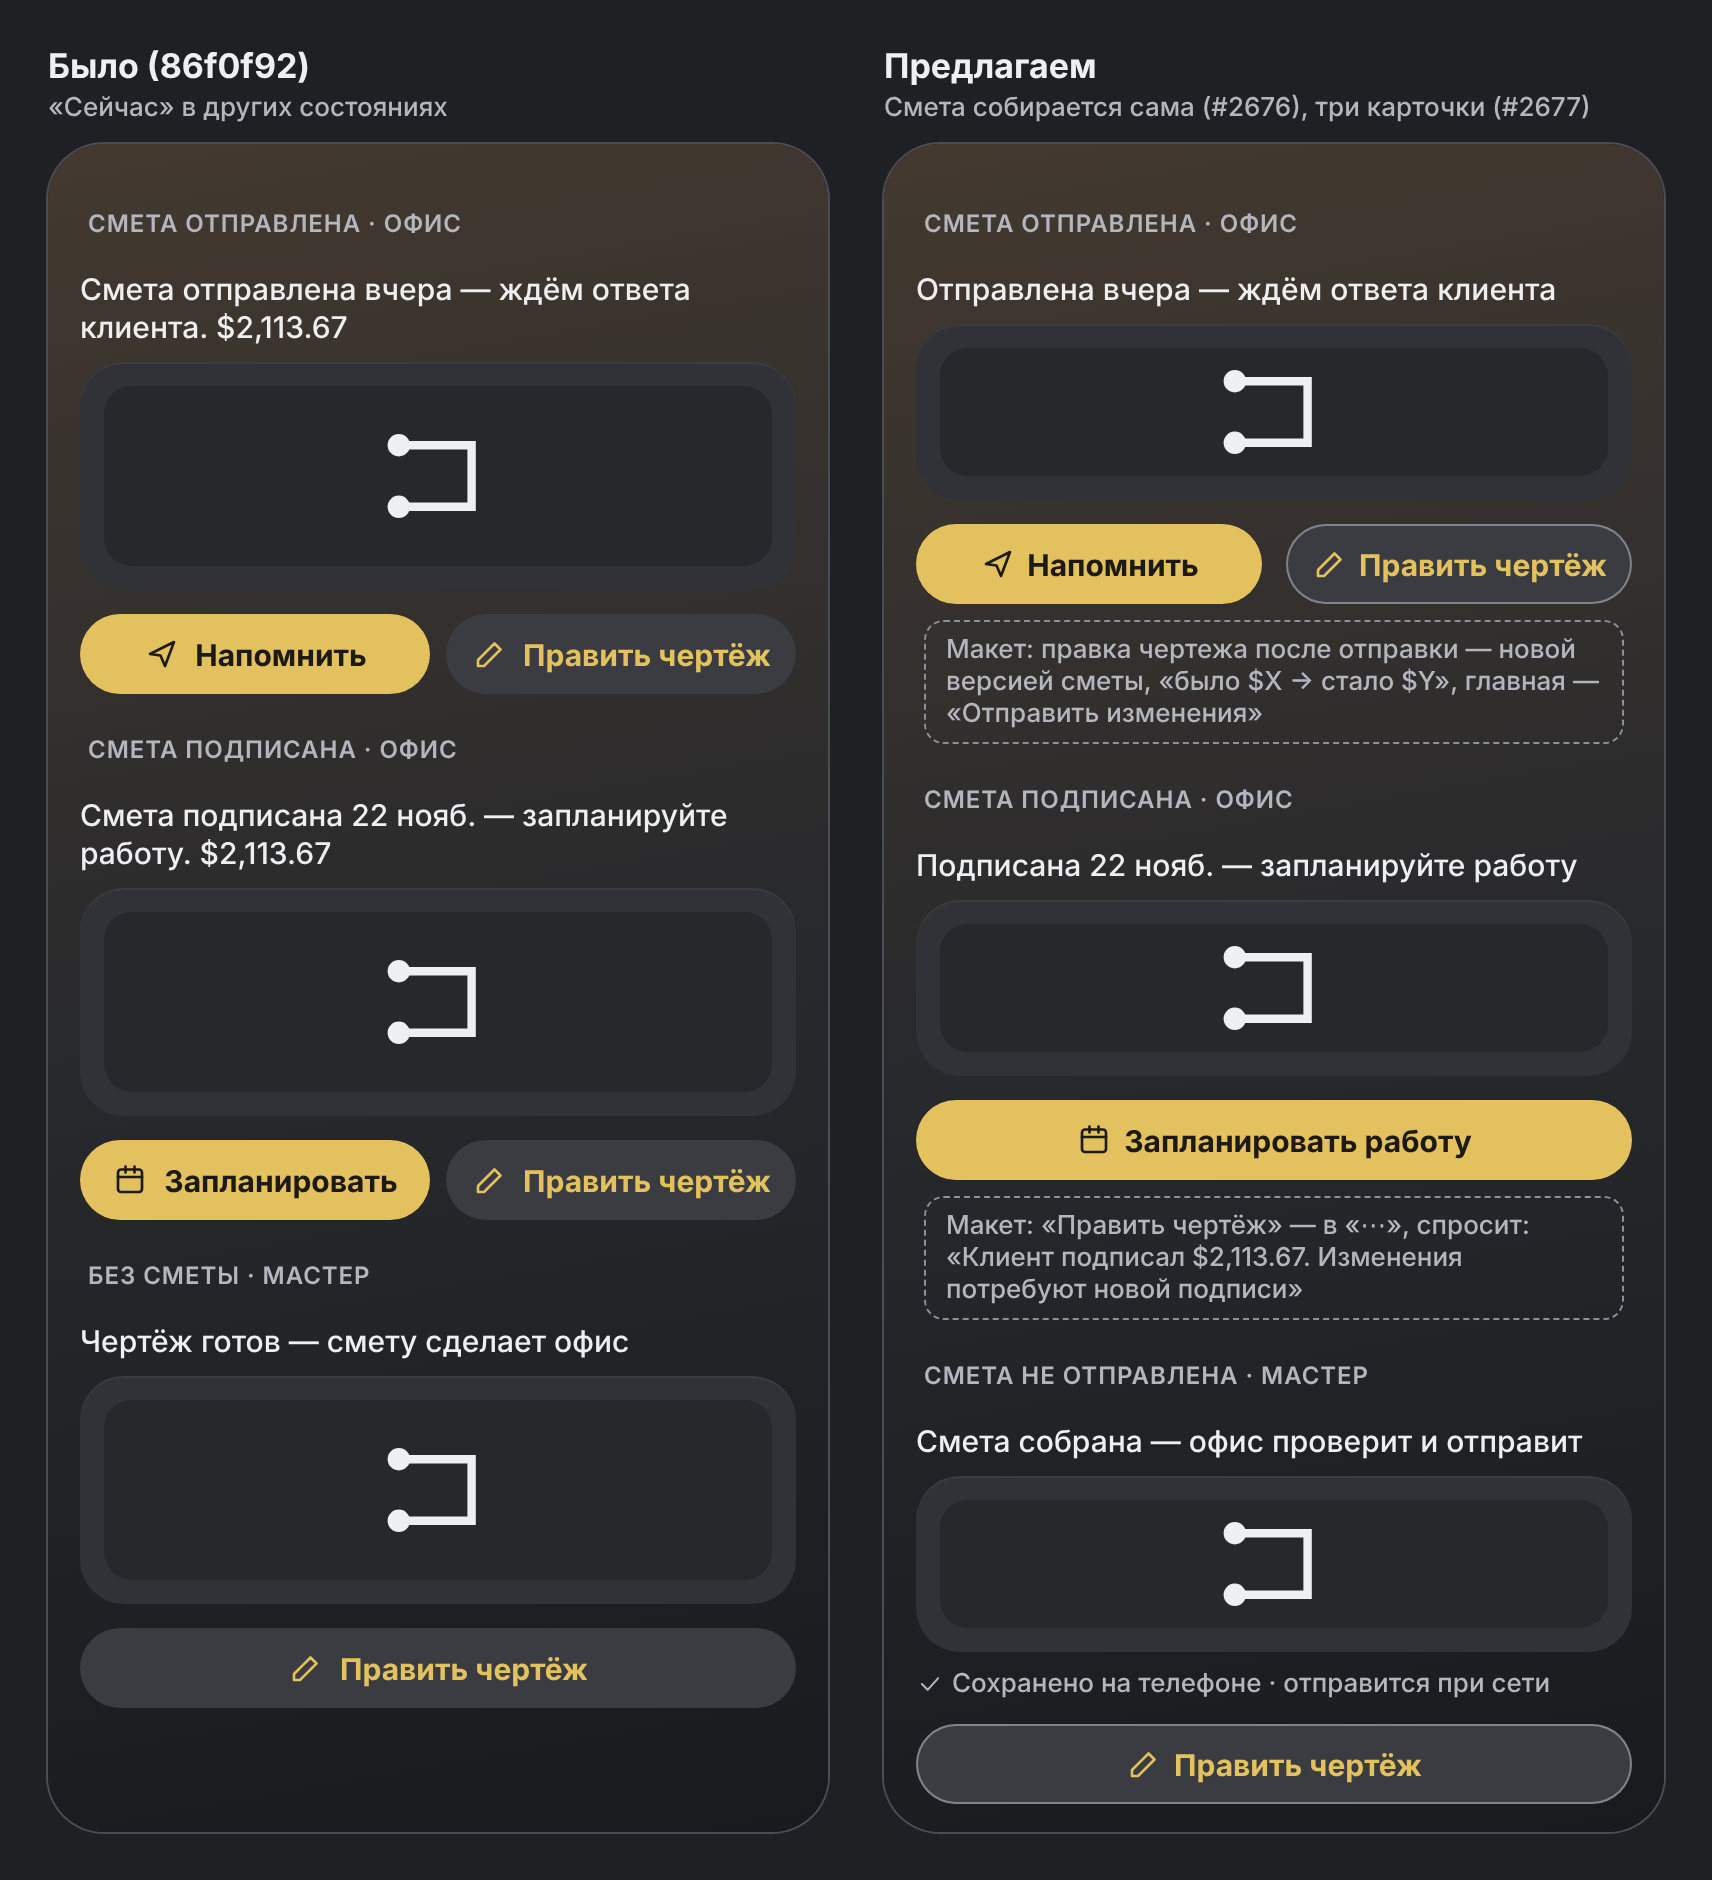 Было (86f0f92)
«Сейчас» в других состояниях
СМЕТА ОТПРАВЛЕНА · ОФИС
Смета отправлена вчера — ждём ответа
клиента. $2,113.67
Напомнить
Править чертёж
СМЕТА ПОДПИСАНА · ОФИС
Смета подписана 22 нояб. — запланируйте
работу. $2,113.67
Запланировать
Править чертёж
БЕЗ СМЕТЫ · МАСТЕР
Чертёж готов — смету сделает офис
Править чертёж
Предлагаем
Смета собирается сама (#2676), три карточки (#2677)
СМЕТА ОТПРАВЛЕНА · ОФИС
Отправлена вчера — ждём ответа клиента
Напомнить
Править чертёж
Макет: правка чертежа после отправки — новой
версией сметы, «было $X → стало $Y», главная —
«Отправить изменения»
СМЕТА ПОДПИСАНА · ОФИС
Подписана 22 нояб. — запланируйте работу
Запланировать работу
Макет: «Править чертёж» — в «⋯», спросит:
«Клиент подписал $2,113.67. Изменения
потребуют новой подписи»
СМЕТА НЕ ОТПРАВЛЕНА · МАСТЕР
Смета собрана — офис проверит и отправит
Сохранено на телефоне · отправится при сети
Править чертёж